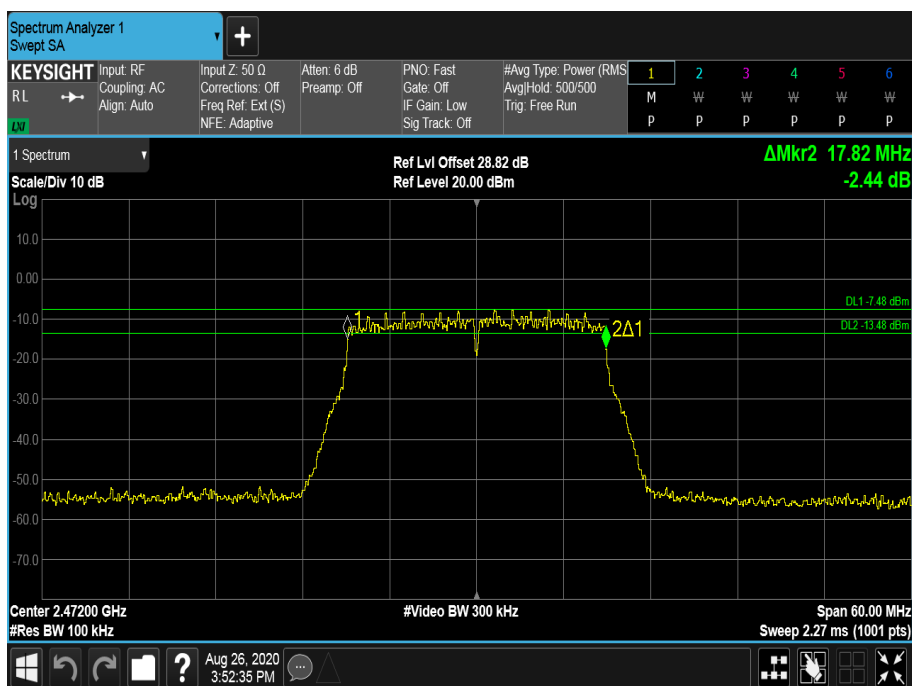 Spectrum Analyzer 1
Swept SA
+
KEYSIGHT
RL
LXI
Input: RF
Coupling: AC
Align: Auto
Input Z: 50 Ω
Corrections: Off
Freq Ref: Ext (S)
NFE: Adaptive
Atten: 6 dB
Preamp: Off
PNO: Fast
Gate: Off
IF Gain: Low
Sig Track: Off
#Avg Type: Power (RMS
Avg|Hold: 500/500
Trig: Free Run
1 2 3 4 5 6
M W W W W W
P P P P P P
1 Spectrum
Scale/Div 10 dB
Log
Ref Lvl Offset 28.82 dB
Ref Level 20.00 dBm
ΔMkr2 17.82 MHz
-2.44 dB
10.0
0.00
DL1 -7.48 dBm
-10.0
1
2Δ1
DL2 -13.48 dBm
-20.0
-30.0
-40.0
-50.0
-60.0
-70.0
Center 2.47200 GHz
#Res BW 100 kHz
#Video BW 300 kHz
Span 60.00 MHz
Sweep 2.27 ms (1001 pts)
?
Aug 26, 2020
3:52:35 PM